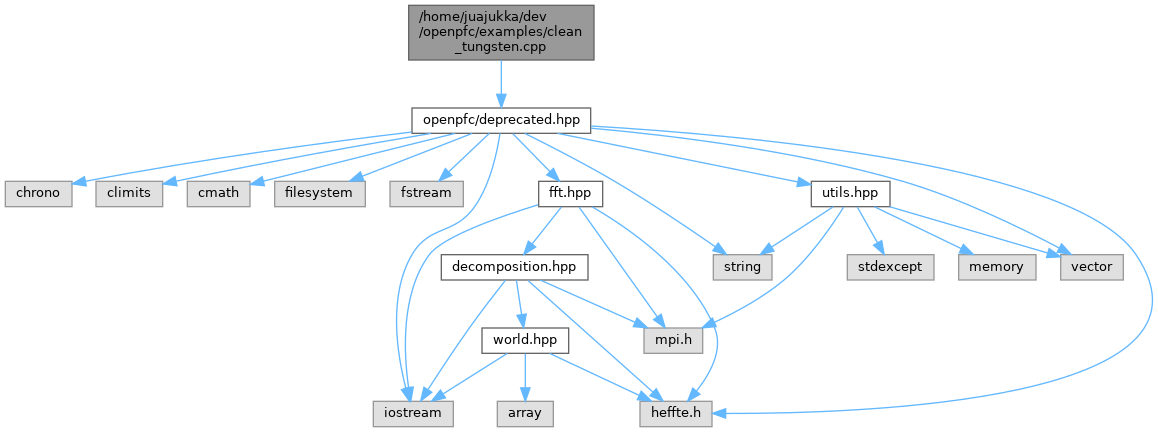 /home/juajukka/dev
/openpfc/examples/clean
_tungsten.cpp
openpfc/deprecated.hpp
chrono
climits
cmath
filesystem
fstream
fft.hpp
utils.hpp
decomposition.hpp
string
stdexcept
memory
vector
world.hpp
mpi.h
iostream
array
heffte.h